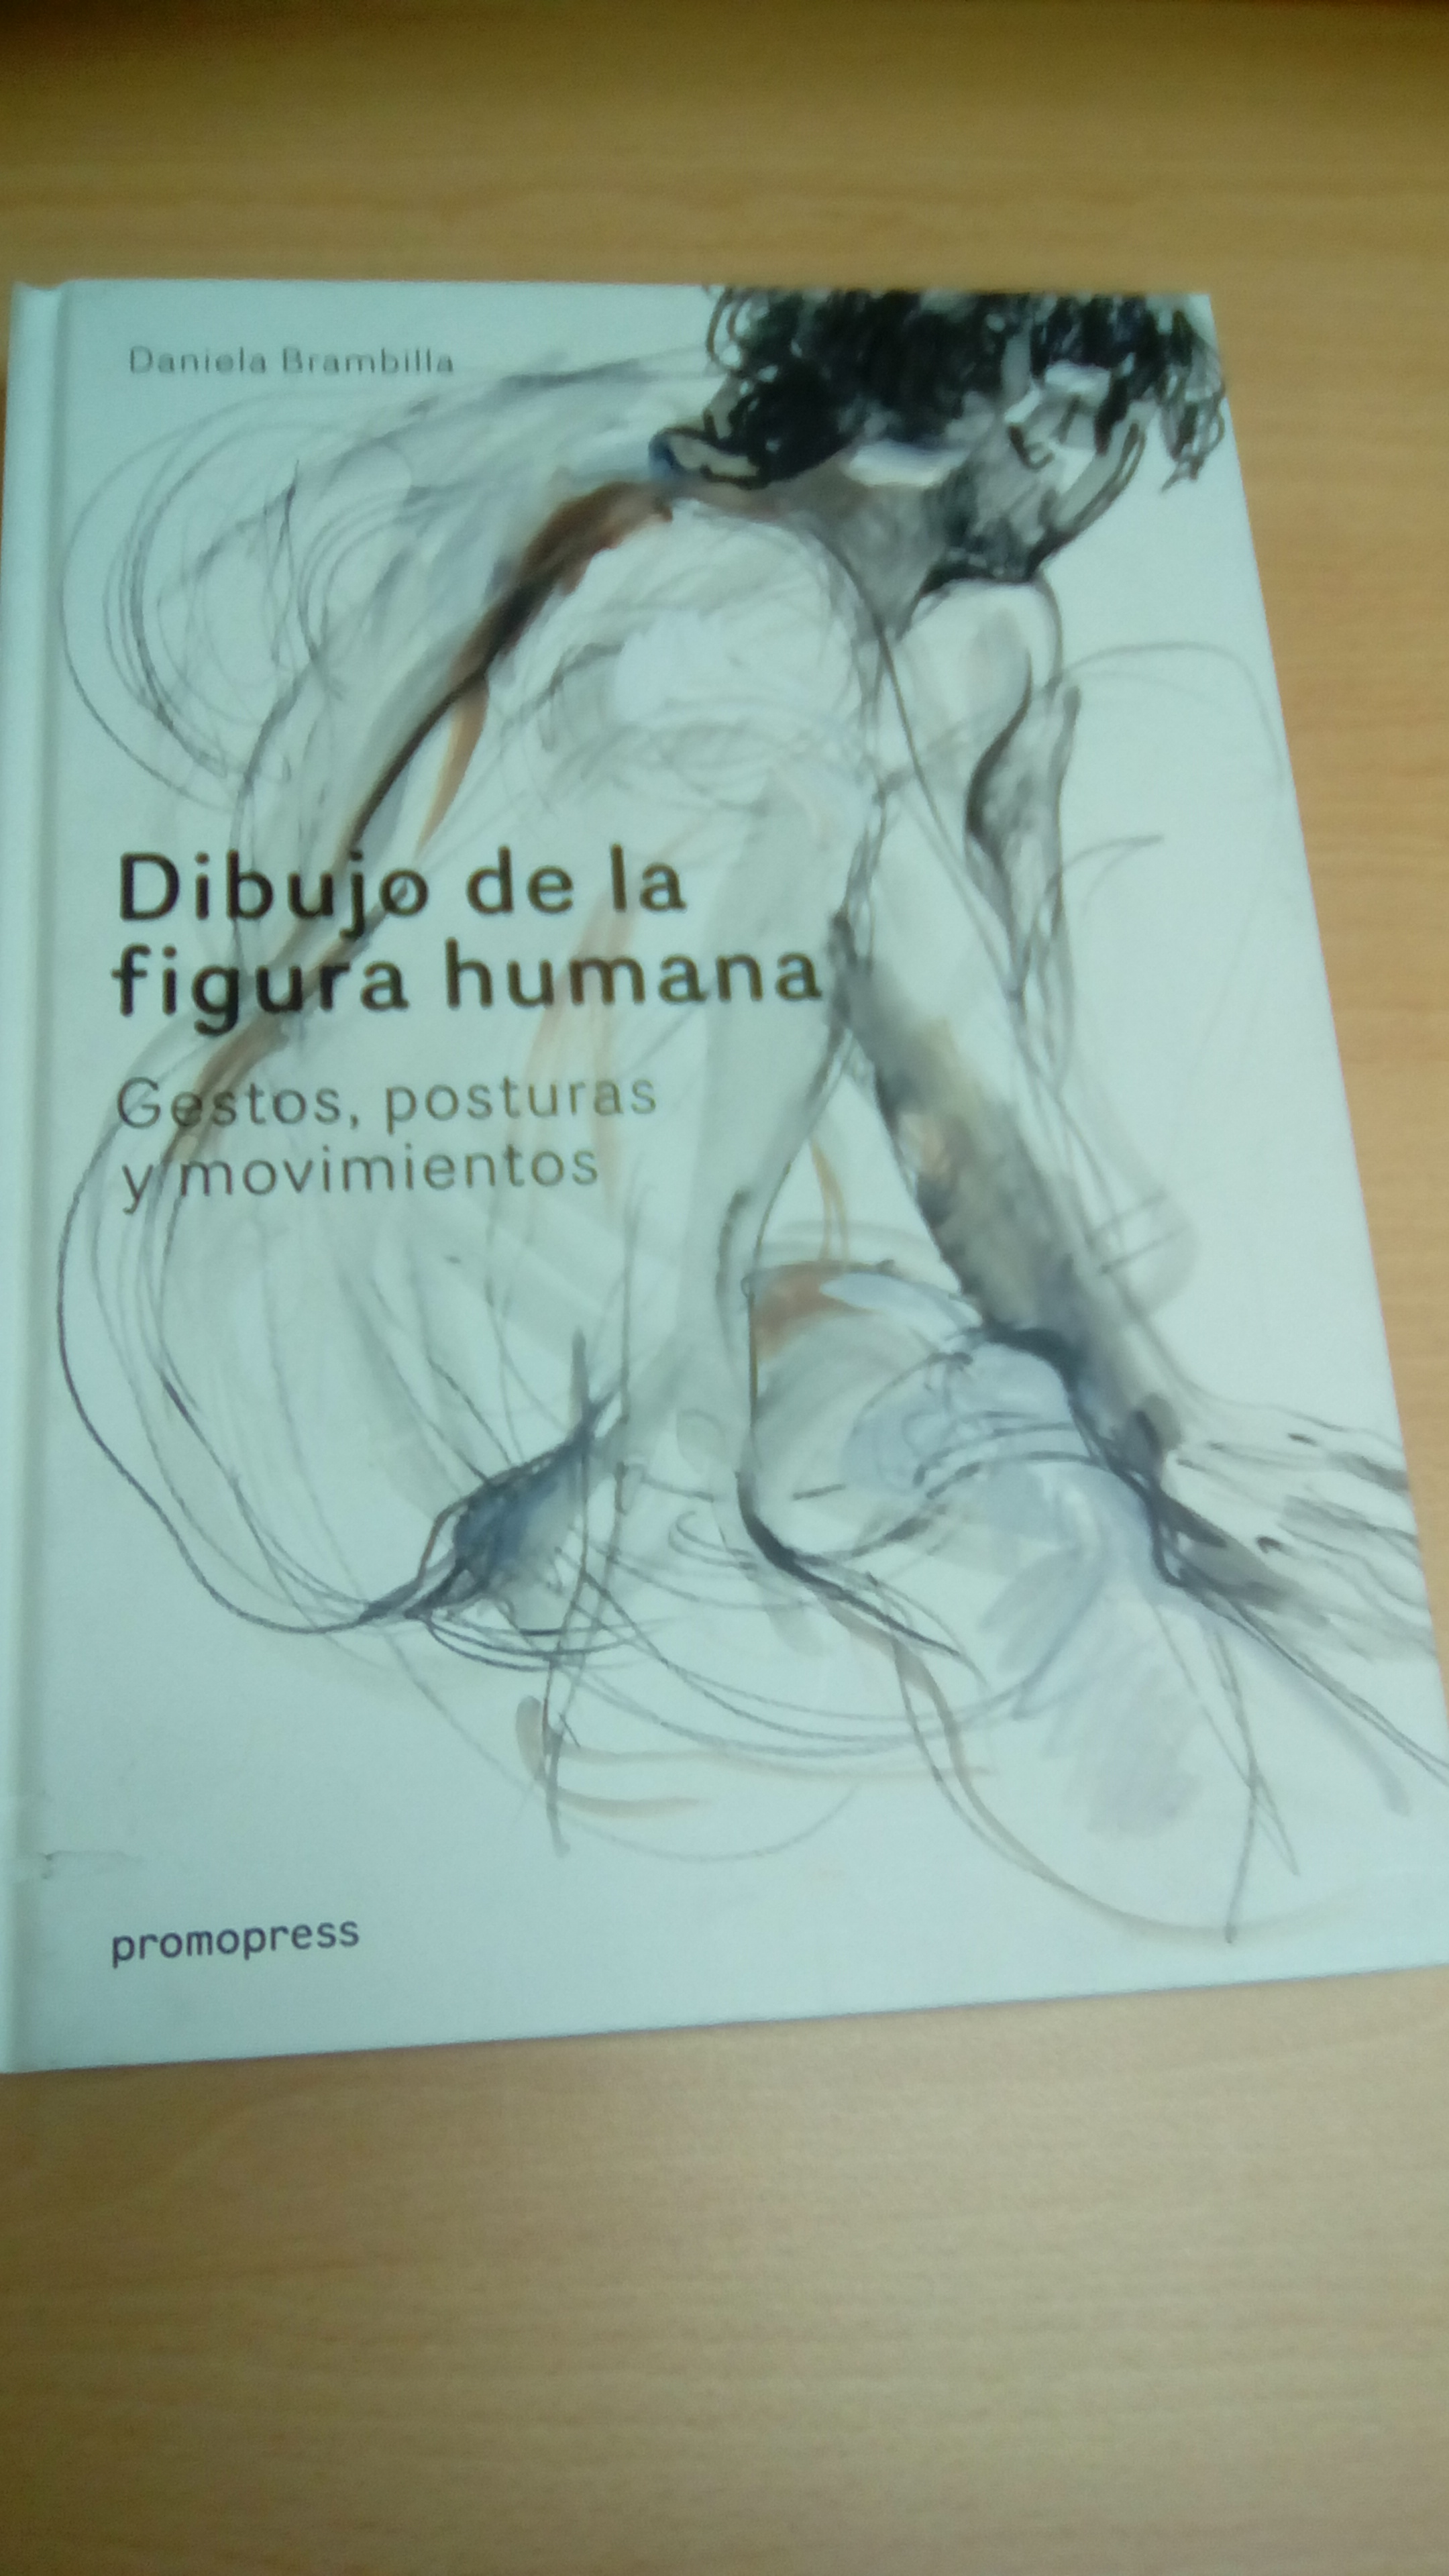 Daniela Brambilla
Dibujo de la
figura humana
Gestos, posturas
y movimientos
promopress